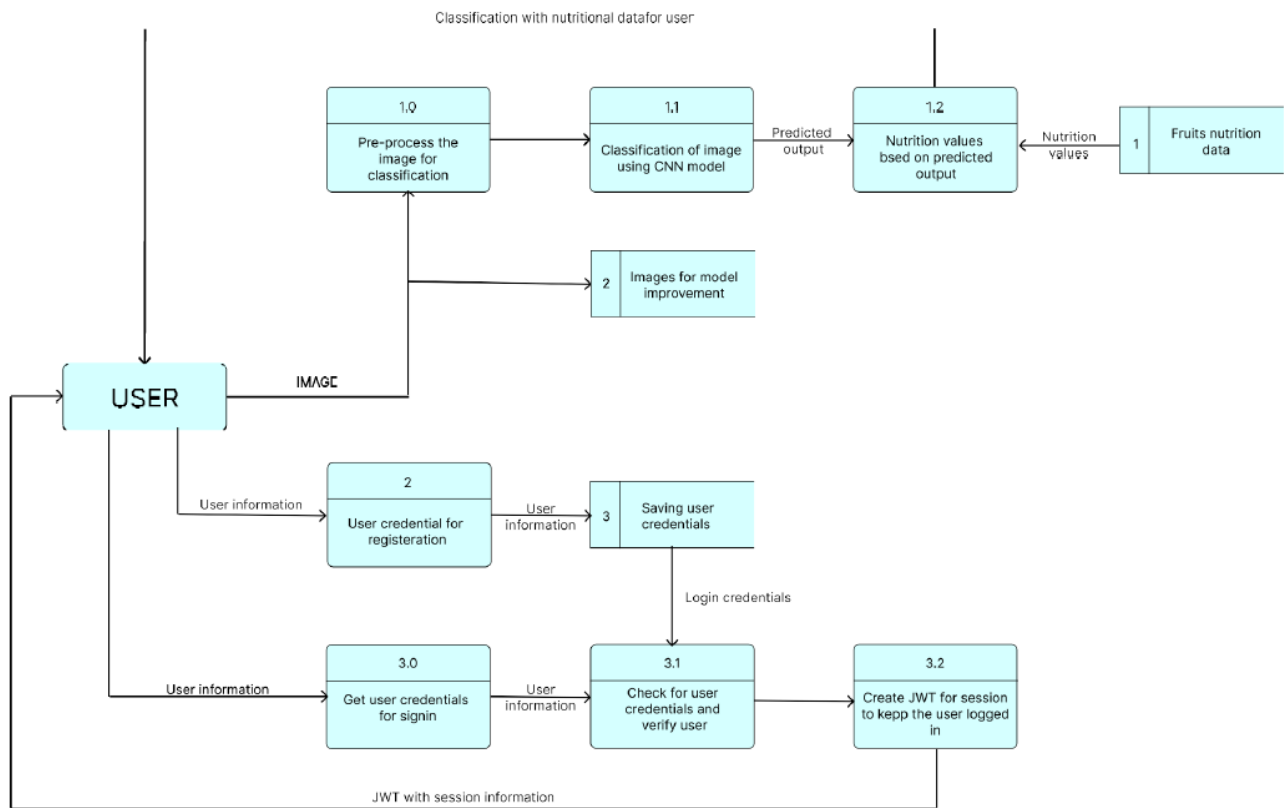 Classification with nutritional datafor user
1.0
Pre-process the
image for
classification
1.1
Classification of image
using CNN model
Predicted
output
1.2
Nutrition values
bsed on predicted
output
Nutrition
values
1
Fruits nutrition
data
2
Images for model
improvement
USER
IMAGE
User information
2
User credential for
registeration
User
information
3
Saving user
credentials
Login credentials
User information
3.0
Get user credentials
for signin
User
information
3.1
Check for user
credentials and
verify user
3.2
Create JWT for session
to kepp the user logged
in
JWT with session information